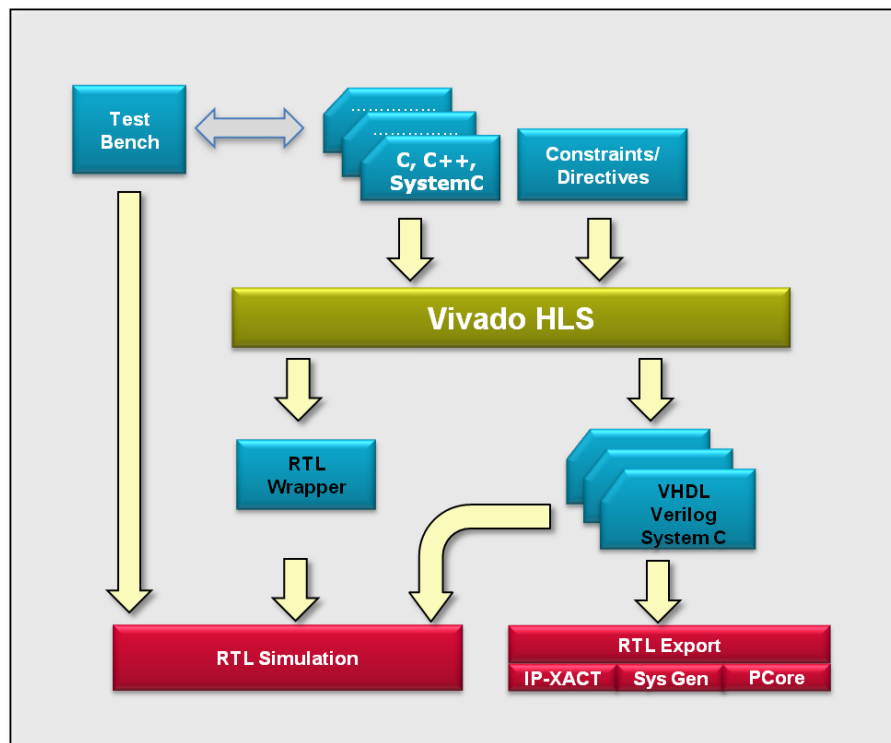 Test
Bench
................
................
C, C++,
SystemC
Constraints/
Directives
Vivado HLS
RTL
Wrapper
VHDL
Verilog
System C
RTL Simulation
RTL Export
IP-XACT
Sys Gen
PCore